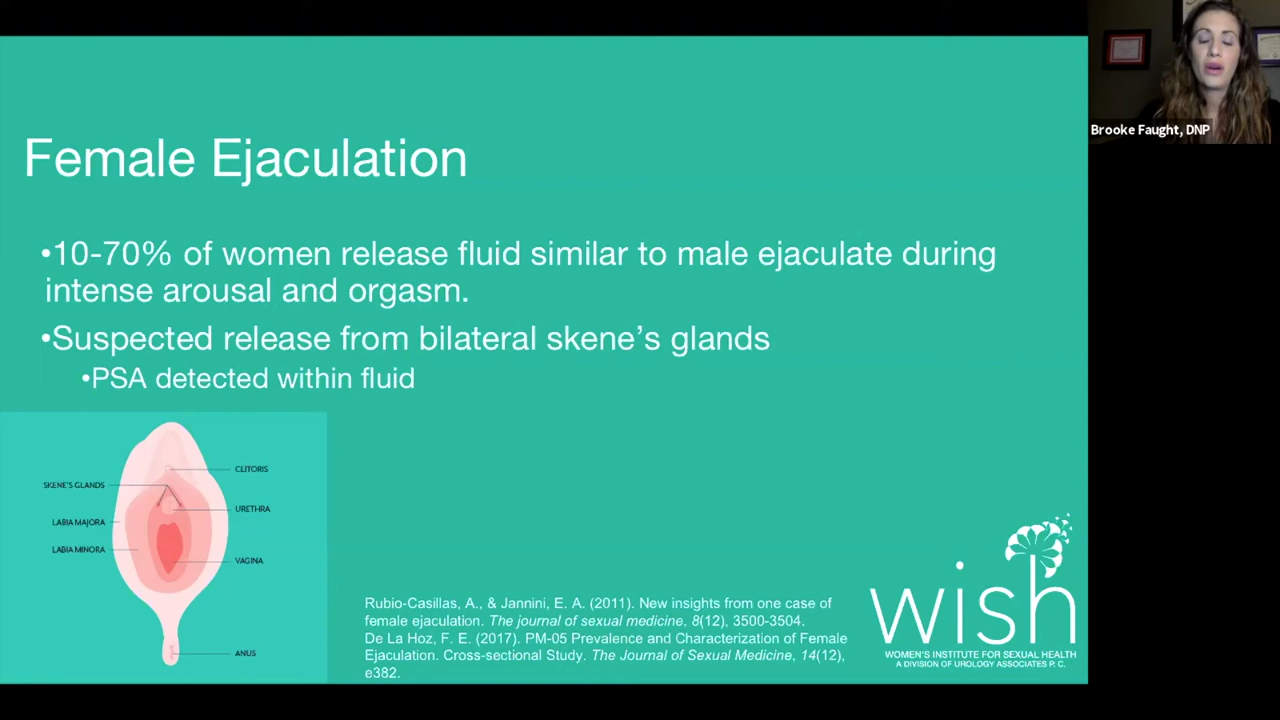 Female Ejaculation
•10-70% of women release fluid similar to male ejaculate during
intense arousal and orgasm.
•Suspected release from bilateral skene’s glands
•PSA detected within fluid
CLITORIS
SKENE'S GLANDS
URETHRA
LABIA MAJORA
LABIA MINORA
VAGINA
ANUS
Rubio-Casillas, A., & Jannini, E. A. (2011). New insights from one case of
female ejaculation. The journal of sexual medicine, 8(12), 3500-3504.
De La Hoz, F. E. (2017). PM-05 Prevalence and Characterization of Female
Ejaculation. Cross-sectional Study. The Journal of Sexual Medicine, 14(12),
e382.
wish
WOMEN'S INSTITUTE FOR SEXUAL HEALTH
A DIVISION OF UROLOGY ASSOCIATES P. C.
Brooke Faught, DNP